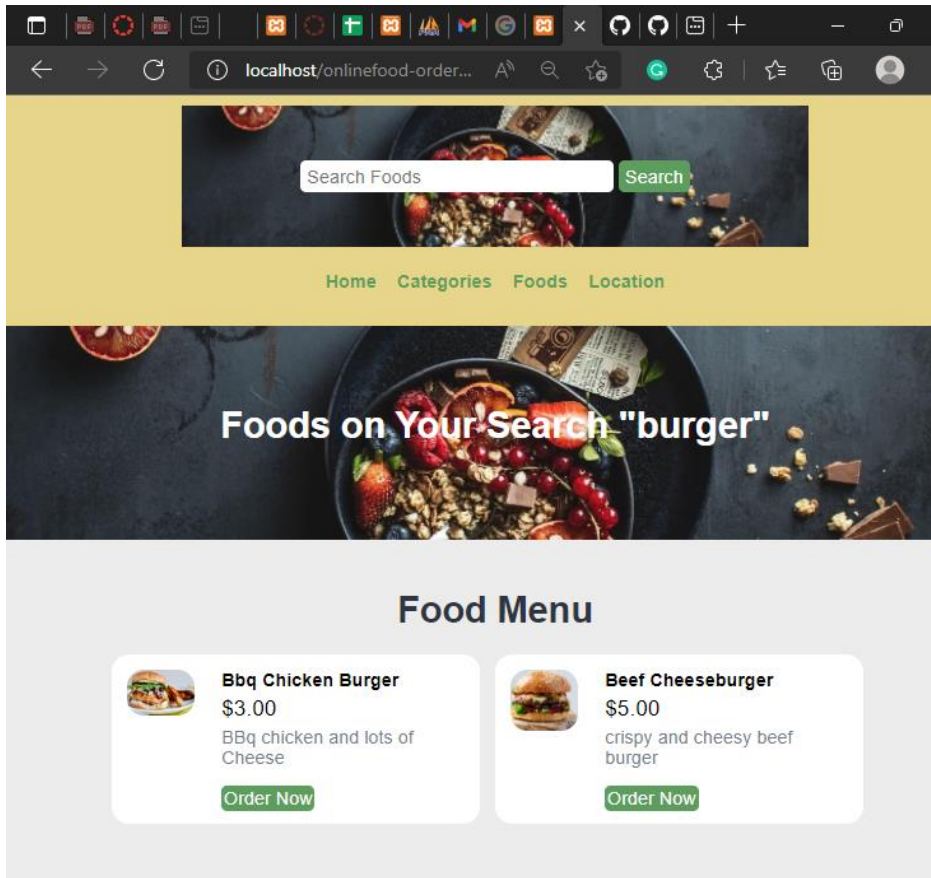 localhost/onlinefood-order...
Search Foods
Search
Home Categories Foods Location
Foods on Your Search "burger"
Food Menu
Bbq Chicken Burger
$3.00
BBq chicken and lots of
Cheese
Order Now
Beef Cheeseburger
$5.00
crispy and cheesy beef
burger
Order Now